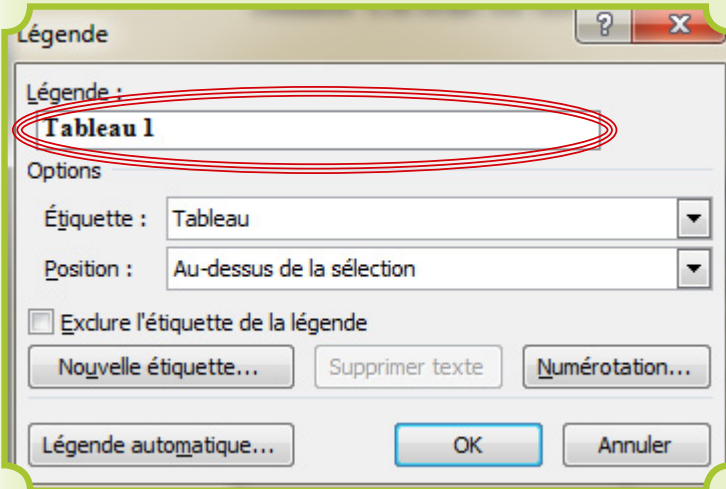 Légende
Légende :
Tableau 1
Options
Étiquette : Tableau
Position : Au-dessus de la sélection
Exclure l'étiquette de la légende
Nouvelle étiquette... Supprimer texte Numérotation...
Légende automatique... OK Annuler